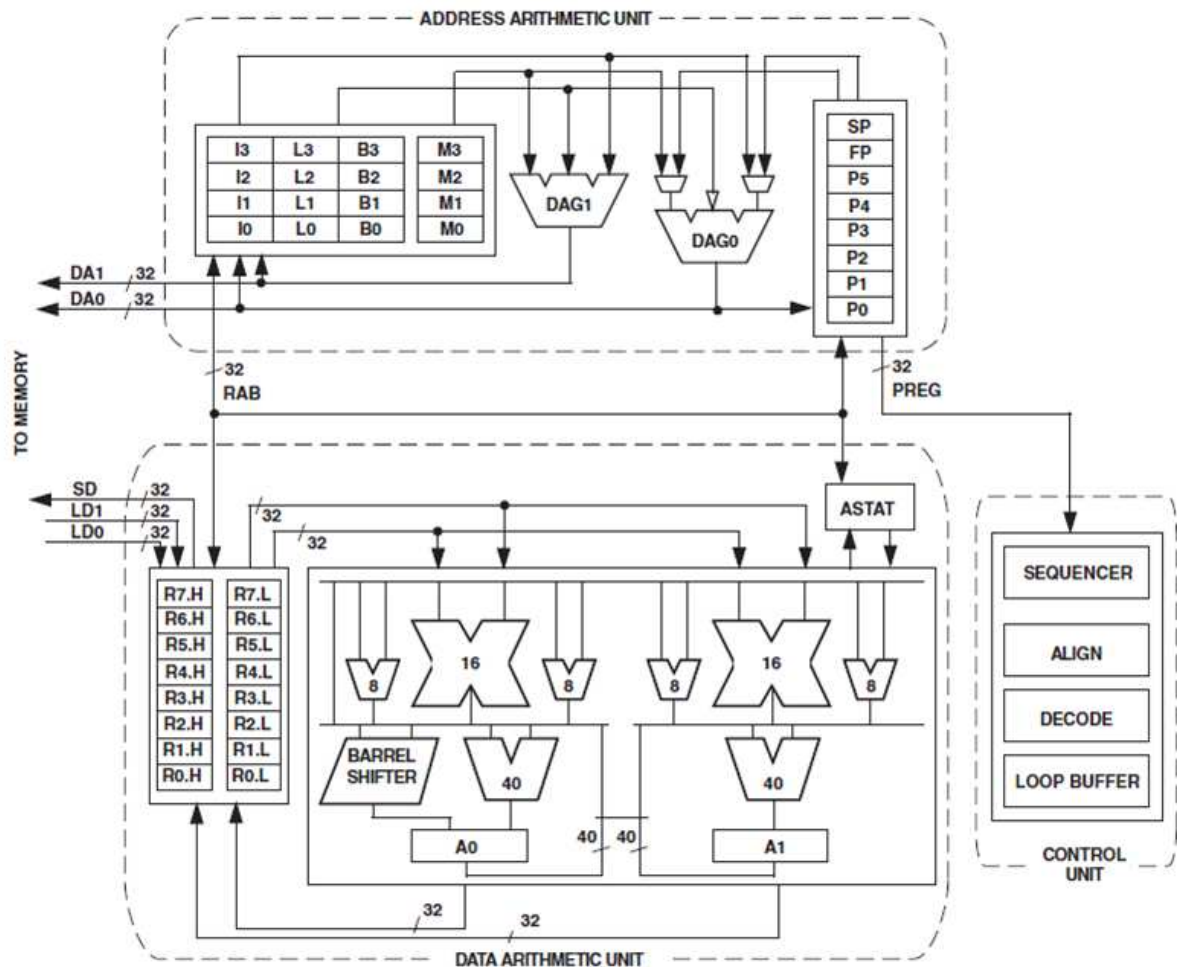 ADDRESS ARITHMETIC UNIT
I3 L3 B3 M3
I2 L2 B2 M2
I1 L1 B1 M1
I0 L0 B0 M0
DAG1
DAG0
SP
FP
P5
P4
P3
P2
P1
P0
DA1 32
DA0 32
TO MEMORY
32
RAB
32
PREG
SD 32
LD1 32
LD0 32
32
32
ASTAT
R7.H R7.L
R6.H R6.L
R5.H R5.L
R4.H R4.L
R3.H R3.L
R2.H R2.L
R1.H R1.L
R0.H R0.L
8
16
8
8
16
8
BARREL
SHIFTER
40
40
A0
40 40
A1
32
32
DATA ARITHMETIC UNIT
SEQUENCER
ALIGN
DECODE
LOOP BUFFER
CONTROL
UNIT